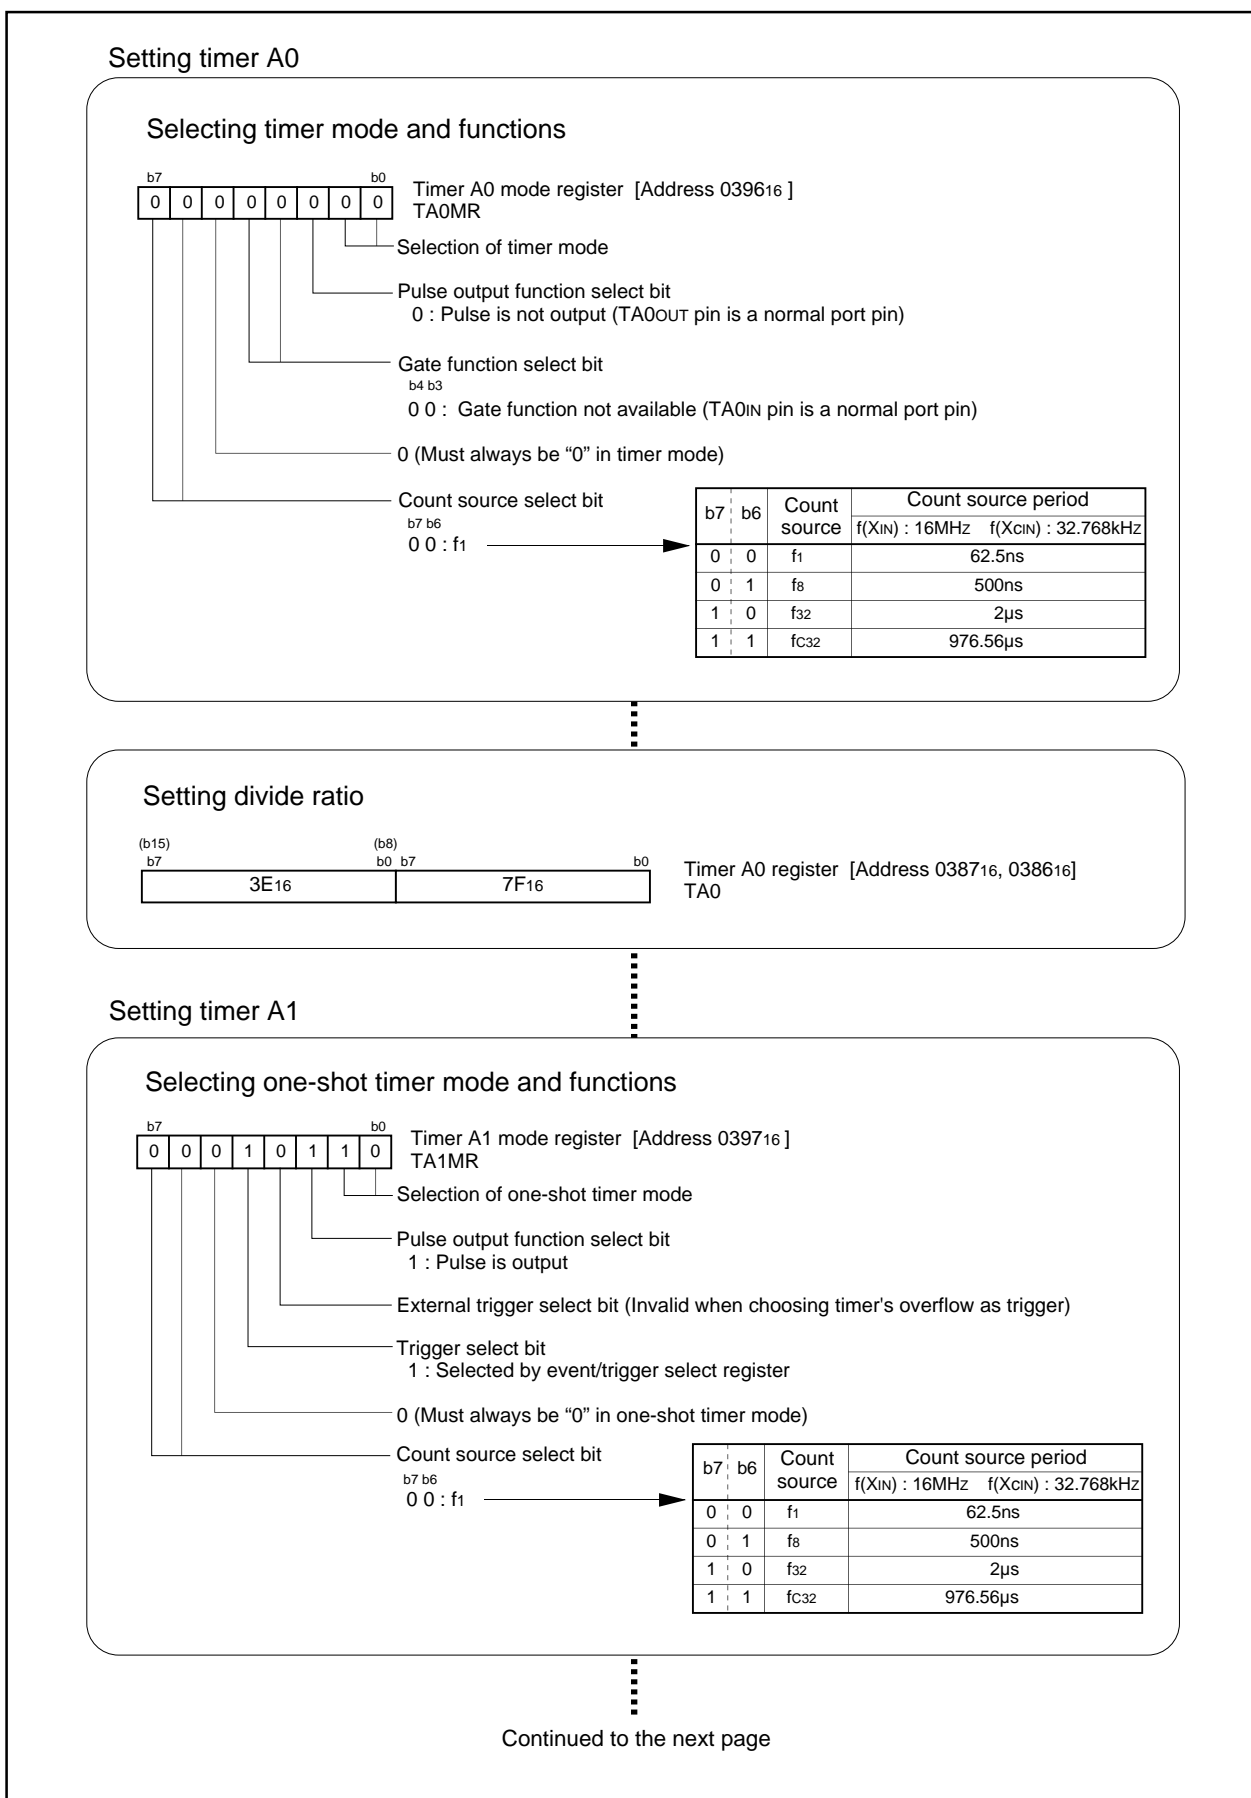 Setting timer A0
Selecting timer mode and functions
b7 b0
0 0 0 0 0 0 0 0
Timer A0 mode register [Address 039616 ]
TA0MR
Selection of timer mode
Pulse output function select bit
0 : Pulse is not output (TA0OUT pin is a normal port pin)
Gate function select bit
b4 b3
0 0 : Gate function not available (TA0IN pin is a normal port pin)
0 (Must always be “0” in timer mode)
Count source select bit
b7 b6
0 0 : f1
b7 b6 Count source Count source period
f(XIN) : 16MHz f(XCIN) : 32.768kHz
0 0 f1 62.5ns
0 1 f8 500ns
1 0 f32 2µs
1 1 fC32 976.56µs
Setting divide ratio
(b15) (b8)
b7 b0 b7 b0
3E16 7F16
Timer A0 register [Address 038716, 038616]
TA0
Setting timer A1
Selecting one-shot timer mode and functions
b7 b0
0 0 0 1 0 1 1 0
Timer A1 mode register [Address 039716 ]
TA1MR
Selection of one-shot timer mode
Pulse output function select bit
1 : Pulse is output
External trigger select bit (Invalid when choosing timer's overflow as trigger)
Trigger select bit
1 : Selected by event/trigger select register
0 (Must always be “0” in one-shot timer mode)
Count source select bit
b7 b6
0 0 : f1
b7 b6 Count source Count source period
f(XIN) : 16MHz f(XCIN) : 32.768kHz
0 0 f1 62.5ns
0 1 f8 500ns
1 0 f32 2µs
1 1 fC32 976.56µs
Continued to the next page